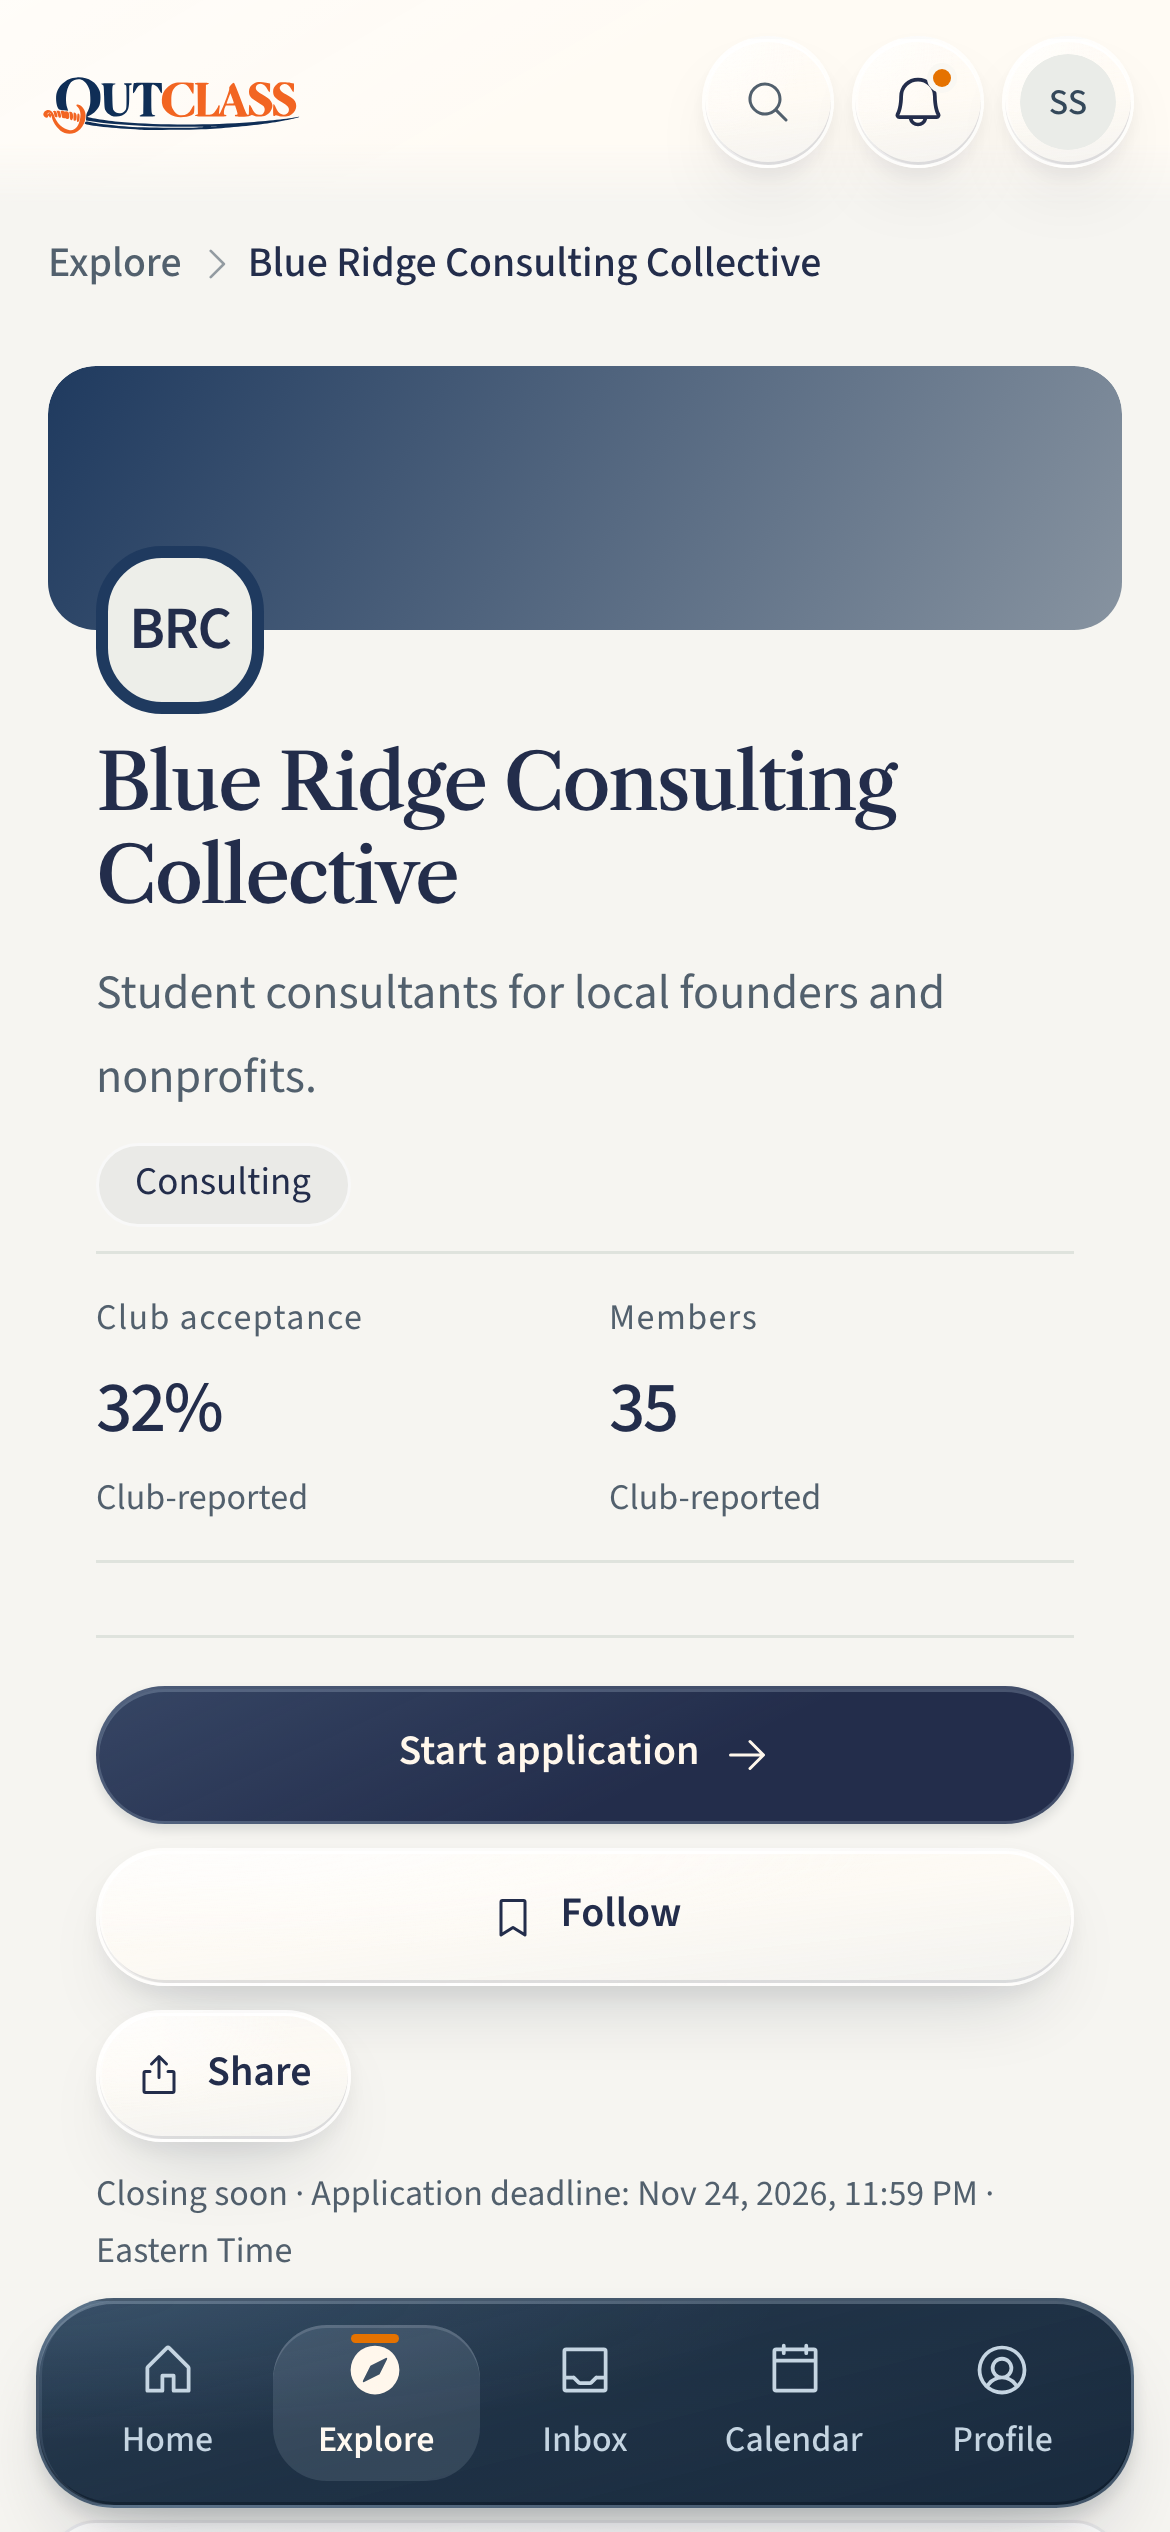 OUTCLASS
SS
Explore > Blue Ridge Consulting Collective
BRC
Blue Ridge Consulting
Collective
Student consultants for local founders and
nonprofits.
Consulting
Club acceptance
Members
32%
35
Club-reported
Club-reported
Start application →
Follow
Share
Closing soon · Application deadline: Nov 24, 2026, 11:59 PM ·
Eastern Time
Home
Explore
Inbox
Calendar
Profile